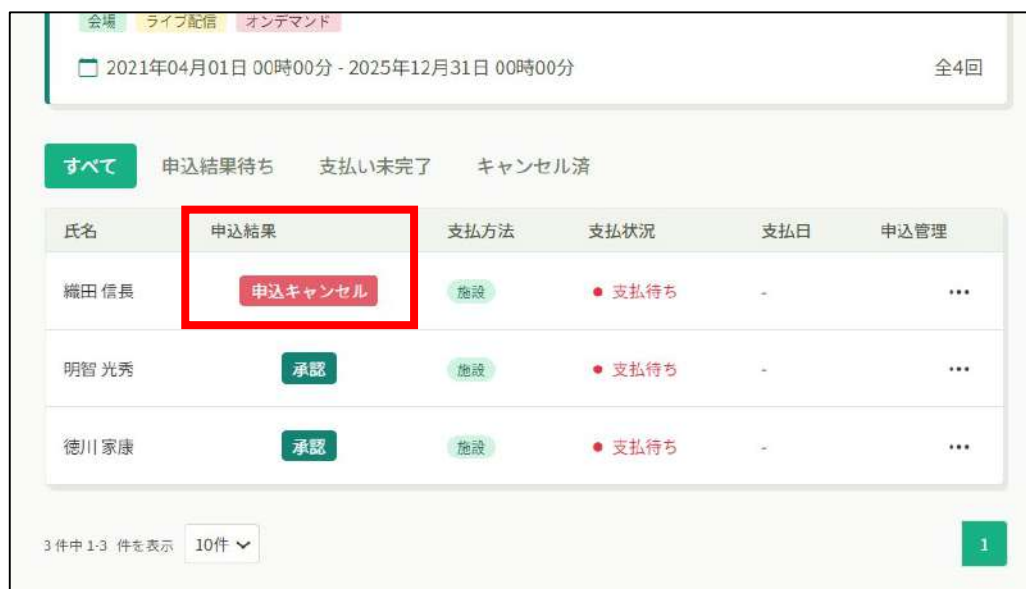 会場 ライブ配信 オンデマンド
2021年04月01日 00時00分 - 2025年12月31日 00時00分 全4回
すべて 申込結果待ち 支払い未完了 キャンセル済
氏名 申込結果 支払方法 支払状況 支払日 申込管理
織田 信長 申込キャンセル 施設 支払待ち -
明智 光秀 承認 施設 支払待ち -
徳川 家康 承認 施設 支払待ち -
3 件中 1-3 件を表示 10件 1